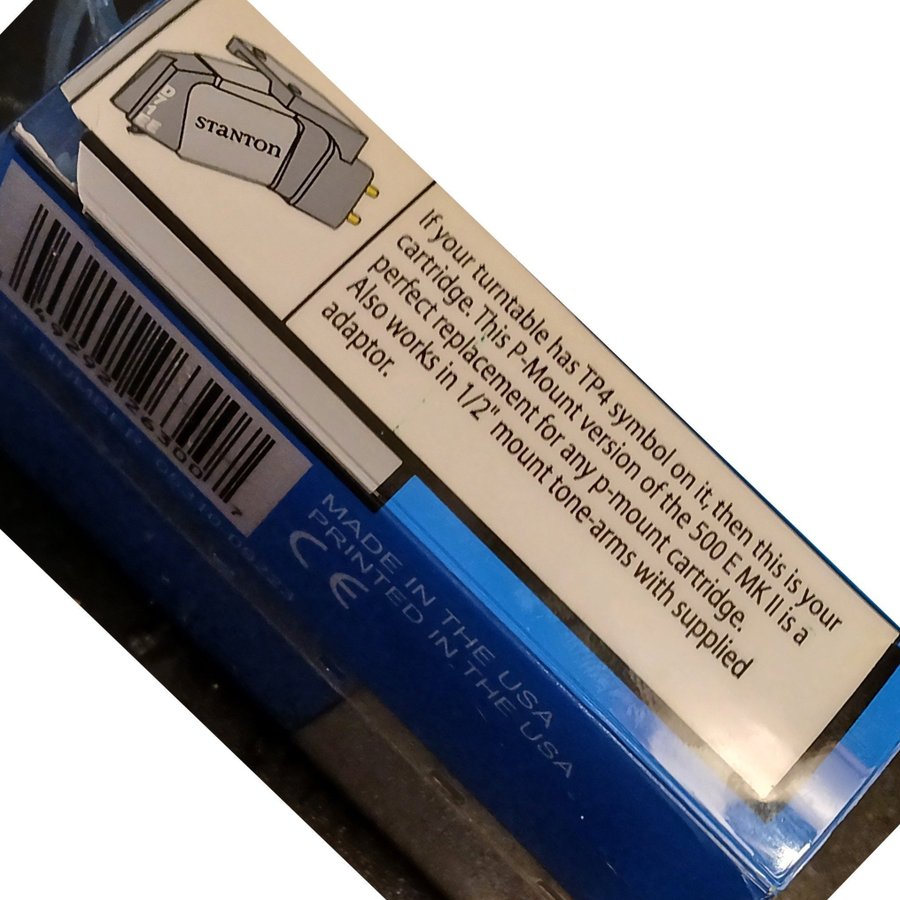 STANTON
If your turntable has TP4 symbol on it, then this is your
cartridge. This P-Mount version of the 500 E MK II is a
perfect replacement for any p-mount cartridge.
Also works in 1/2" mount tone-arms with supplied
adaptor.
MADE IN THE USA
PRINTED IN THE USA
CE